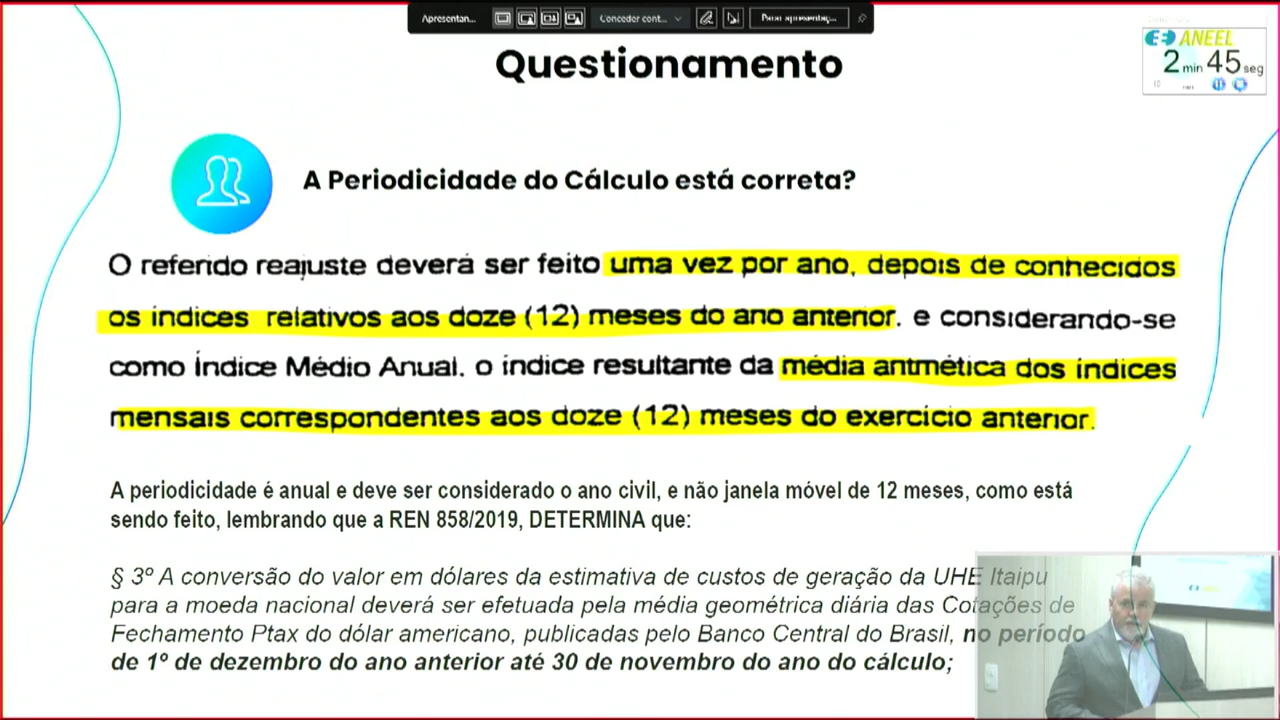 Apresentan...
Conceder cont...
Parar apresentaç...
ANEEL
2 min 45 seg
Questionamento
A Periodicidade do Cálculo está correta?
O referido reajuste deverá ser feito uma vez por ano, depois de conhecidos
os índices relativos aos doze (12) meses do ano anterior, e considerando-se
como Índice Médio Anual, o índice resultante da média aritmética dos índices
mensais correspondentes aos doze (12) meses do exercício anterior.
A periodicidade é anual e deve ser considerado o ano civil, e não janela móvel de 12 meses, como está
sendo feito, lembrando que a REN 858/2019, DETERMINA que:
§ 3º A conversão do valor em dólares da estimativa de custos de geração da UHE Itaipu
para a moeda nacional deverá ser efetuada pela média geométrica diária das Cotações de
Fechamento Ptax do dólar americano, publicadas pelo Banco Central do Brasil, no período
de 1º de dezembro do ano anterior até 30 de novembro do ano do cálculo;